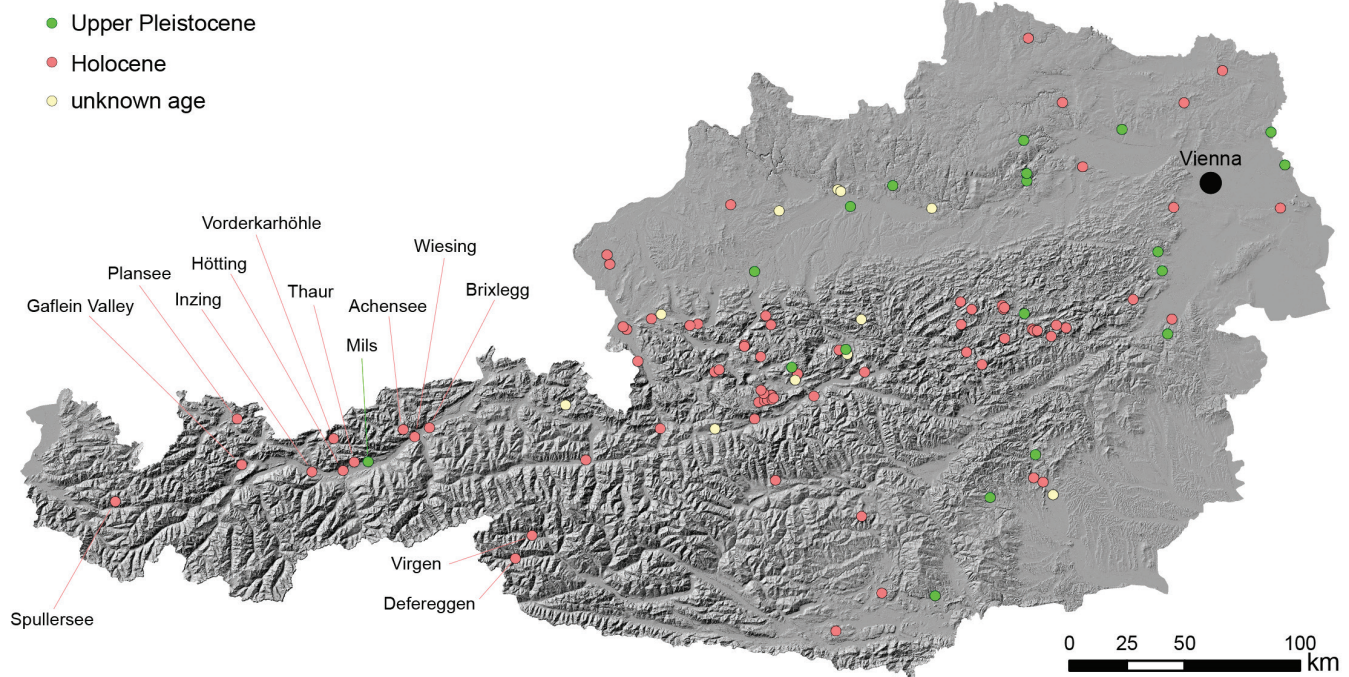 Upper Pleistocene
Holocene
unknown age
Vienna
Vorderkarhöhle
Wiesing
Hötting
Plansee
Brixlegg
Thaur
Inzing
Achensee
Gaflein Valley
Mils
Virgen
Defereggen
Spullersee
0 25 50 100
km